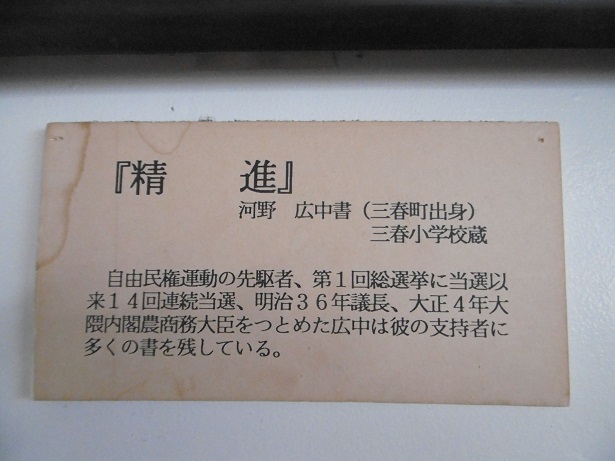 『精　進』
河野　広中書（三春町出身）
三春小学校蔵
自由民権運動の先駆者、第１回総選挙に当選以
来１４回連続当選、明治３６年議長、大正４年大
隈内閣農商務大臣をつとめた広中は彼の支持者に
多くの書を残している。